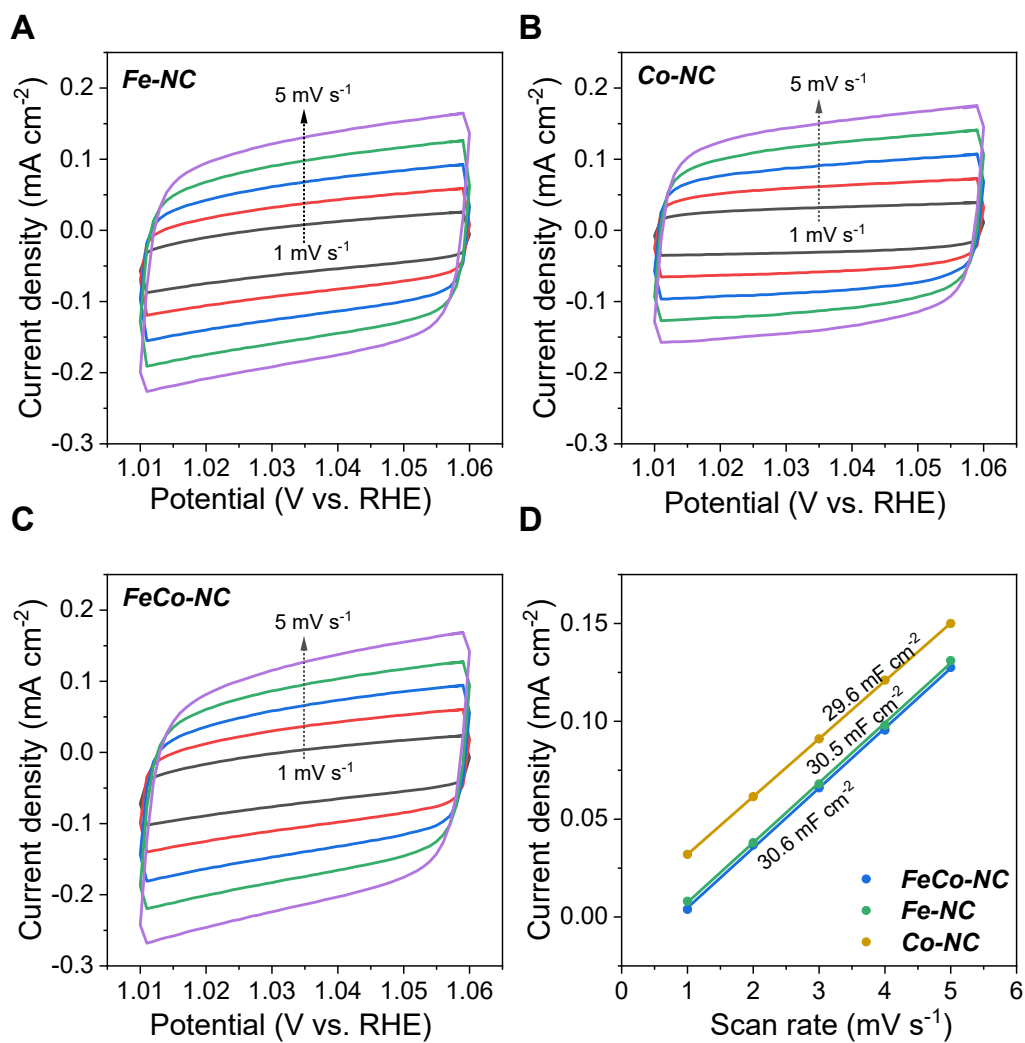 A
Fe-NC
5 mV s⁻¹
1 mV s⁻¹
0.2
0.1
0.0
-0.1
-0.2
-0.3
1.01 1.02 1.03 1.04 1.05 1.06
Current density (mA cm⁻²)
Potential (V vs. RHE)
B
Co-NC
5 mV s⁻¹
1 mV s⁻¹
0.2
0.1
0.0
-0.1
-0.2
-0.3
1.01 1.02 1.03 1.04 1.05 1.06
Current density (mA cm⁻²)
Potential (V vs. RHE)
C
FeCo-NC
5 mV s⁻¹
1 mV s⁻¹
0.2
0.1
0.0
-0.1
-0.2
-0.3
1.01 1.02 1.03 1.04 1.05 1.06
Current density (mA cm⁻²)
Potential (V vs. RHE)
D
0.15
0.10
0.05
0.00
29.6 mF cm⁻²
30.5 mF cm⁻²
30.6 mF cm⁻²
FeCo-NC
Fe-NC
Co-NC
0 1 2 3 4 5 6
Current density (mA cm⁻²)
Scan rate (mV s⁻¹)